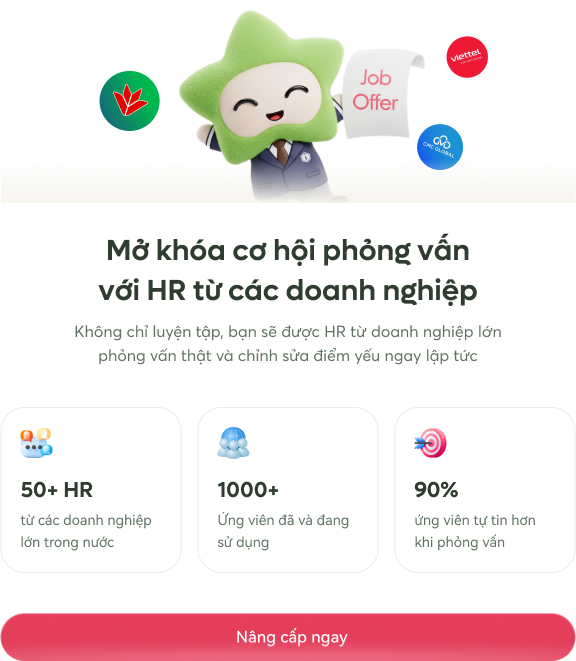 Job
Offer
viettel
CMC GLOBAL
Mở khóa cơ hội phỏng vấn
với HR từ các doanh nghiệp
Không chỉ luyện tập, bạn sẽ được HR từ doanh nghiệp lớn
phỏng vấn thật và chỉnh sửa điểm yếu ngay lập tức
50+ HR
từ các doanh nghiệp
lớn trong nước
1000+
Ứng viên đã và đang
sử dụng
90%
ứng viên tự tin hơn
khi phỏng vấn
Nâng cấp ngay